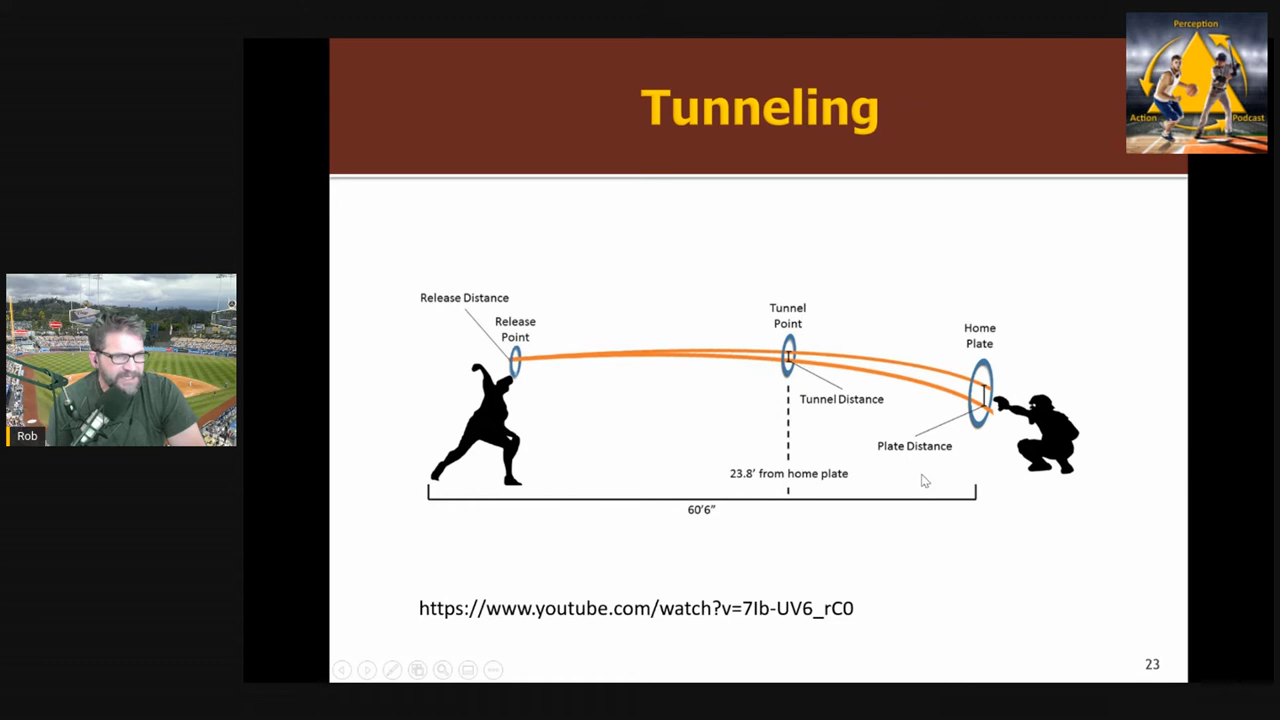 Perception
Action
Podcast
Tunneling
Release Distance
Release
Point
Tunnel
Point
Home
Plate
Tunnel Distance
Plate Distance
23.8’ from home plate
60’6”
Rob
https://www.youtube.com/watch?v=7Ib-UV6_rC0
23